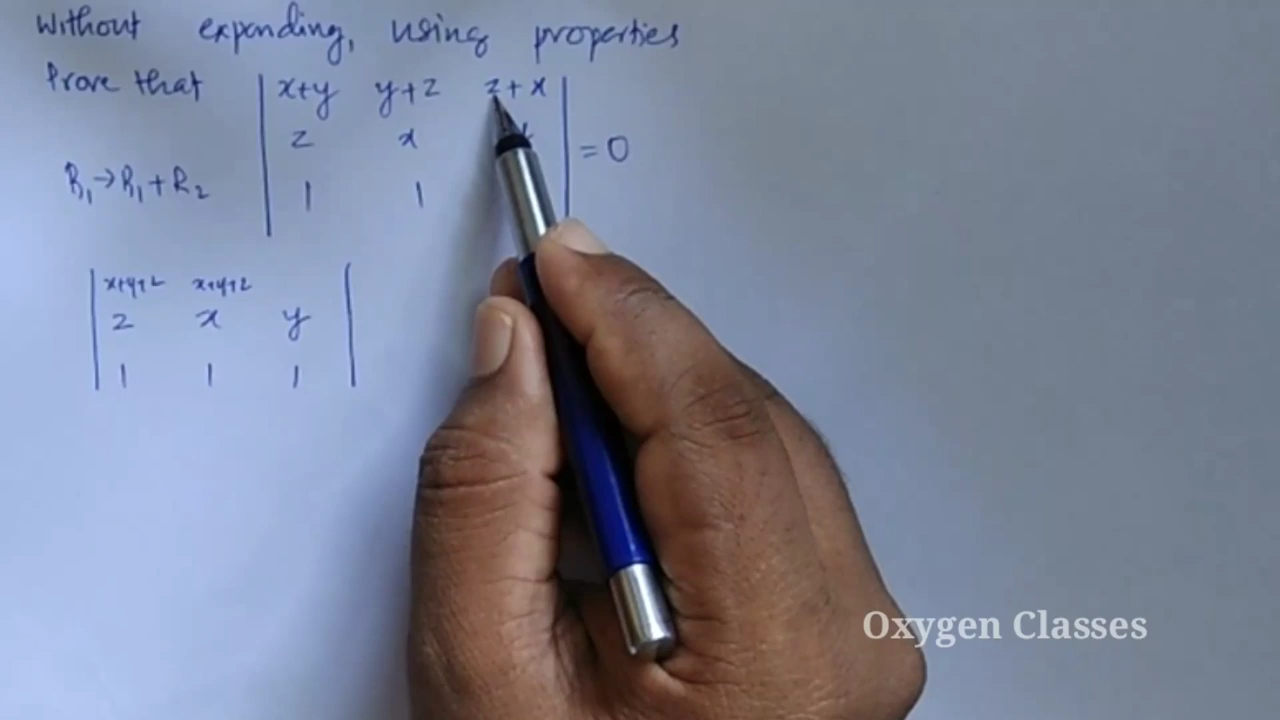 Without expanding, using properties
Prove that | x+y y+z z+x |
z x = 0
R₁→R₁+R₂ 1 1
| x+y+z x+y+z |
z x y
1 1 1
Oxygen Classes